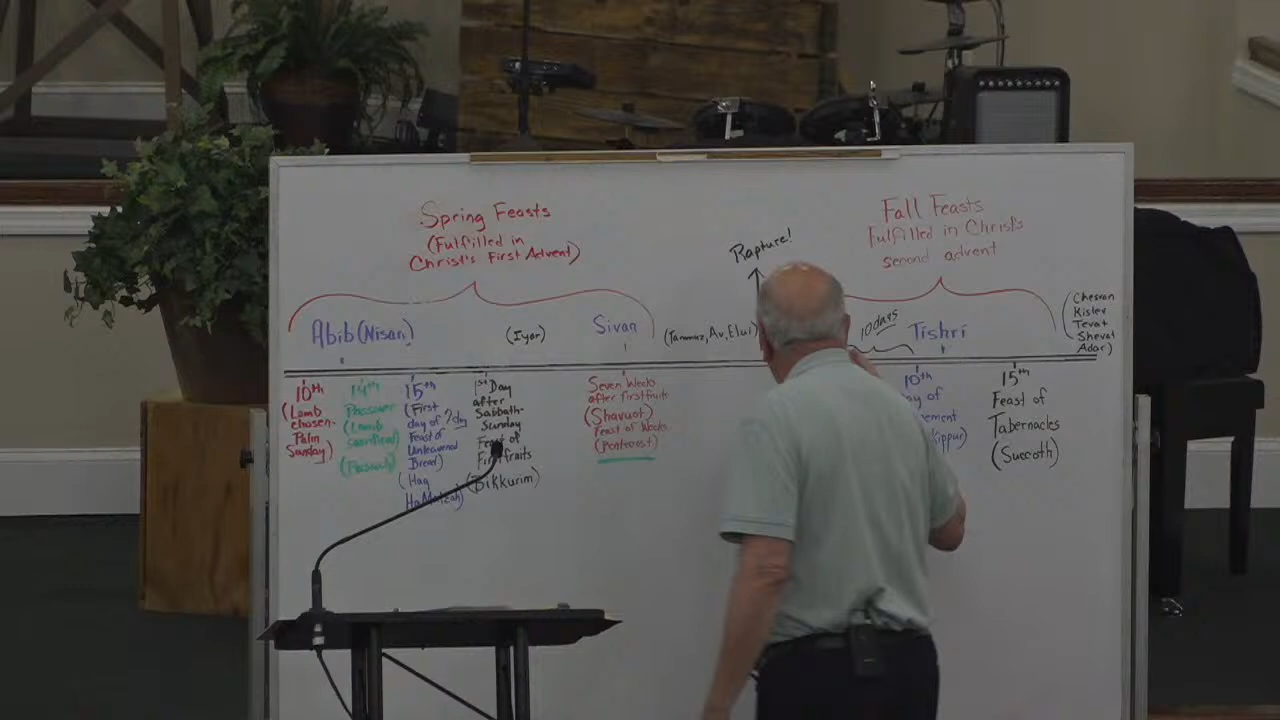 Spring Feasts
(Fulfilled in
Christ's First Advent)
Rapture!
Fall Feasts
Fulfilled in Christ's
second advent
Abib (Nisan)
(Iyar)
Sivan
(Tammuz, Av, Elul)
10 days
Tishri
(Chesvan
Kislev
Tevat
Shevat
Adar)
10th
(Lamb
chosen-
Palm
Sunday)
14th
Passover
(Lamb
sacrificed)
(Pesach)
15th
(First
day of 7 day
Feast of
Unleavened
Bread)
(Hag
HaMatzah)
1st Day
after
Sabbath-
Sunday
Feast of
Firstfruits
(Bikkurim)
Seven Weeks
after firstfruits
(Shavuot)
Feast of Weeks
(Pentecost)
10th
of
15th
Feast of
Tabernacles
(Succoth)